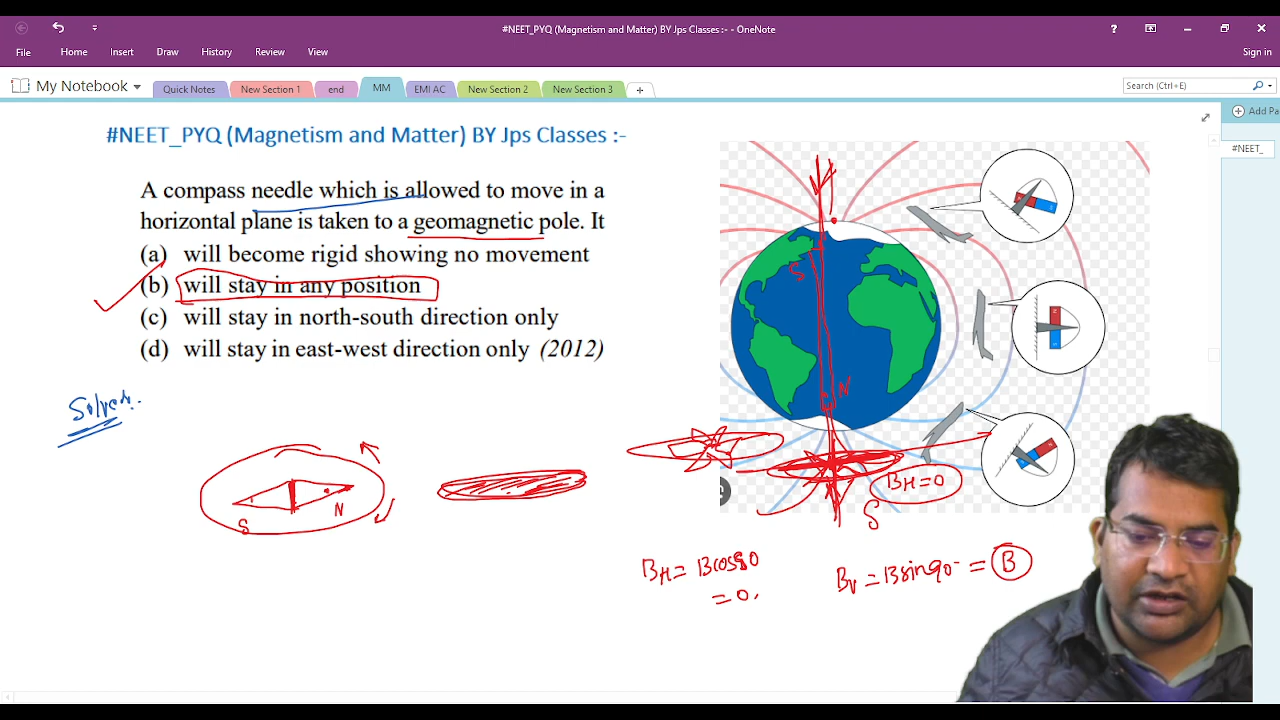 #NEET_PYQ (Magnetism and Matter) BY Jps Classes :- - OneNote
?
File
Home
Insert
Draw
History
Review
View
Sign in
My Notebook
Quick Notes
New Section 1
end
MM
EMI AC
New Section 2
New Section 3
+
Search (Ctrl+E)
Add Pa
#NEET_
#NEET_PYQ (Magnetism and Matter) BY Jps Classes :-
A compass needle which is allowed to move in a
horizontal plane is taken to a geomagnetic pole. It
(a) will become rigid showing no movement
(b) will stay in any position
(c) will stay in north-south direction only
(d) will stay in east-west direction only (2012)
S
N
BH=0
S
S
N
BH = Bcos90
= 0.
BV = Bsin90° = B